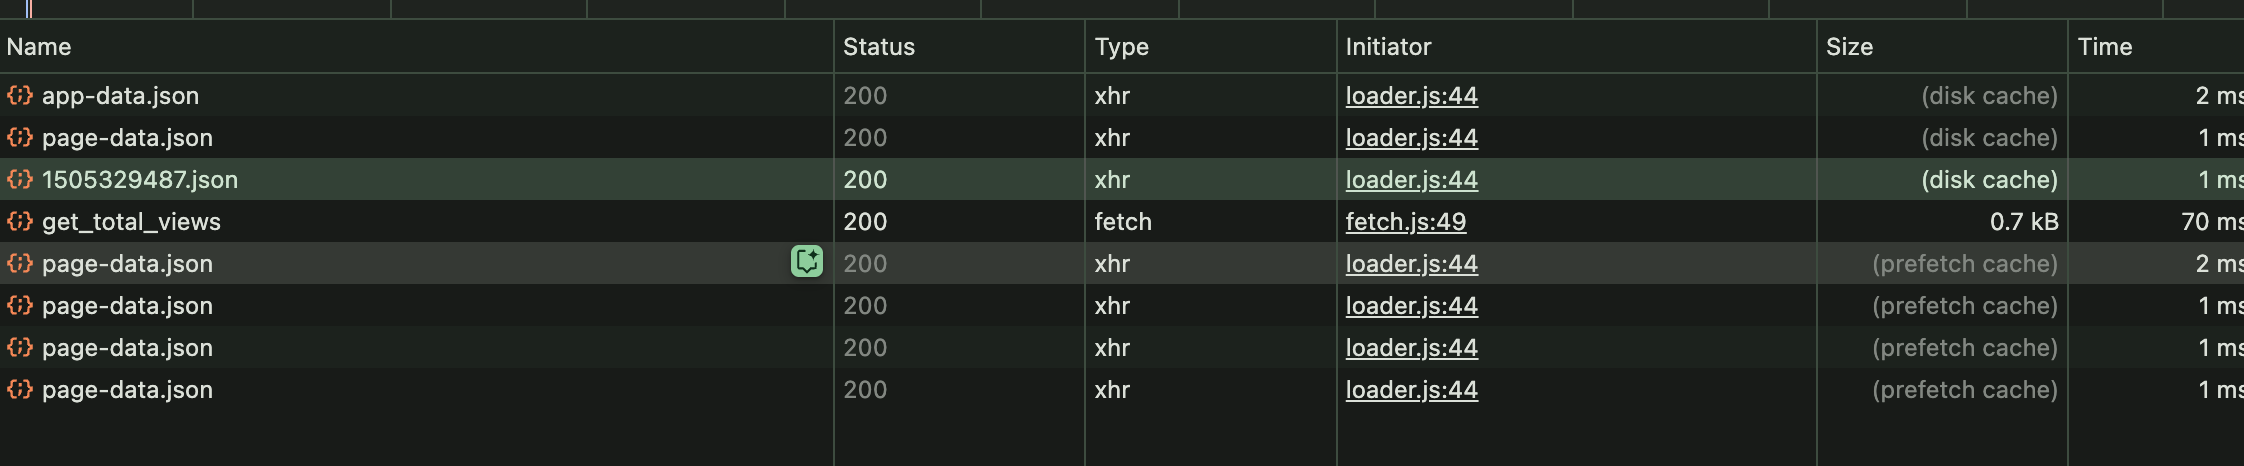 Name Status Type Initiator Size Time
app-data.json 200 xhr loader.js:44 (disk cache) 2 ms
page-data.json 200 xhr loader.js:44 (disk cache) 1 ms
1505329487.json 200 xhr loader.js:44 (disk cache) 1 ms
get_total_views 200 fetch fetch.js:49 0.7 kB 70 ms
page-data.json 200 xhr loader.js:44 (prefetch cache) 2 ms
page-data.json 200 xhr loader.js:44 (prefetch cache) 1 ms
page-data.json 200 xhr loader.js:44 (prefetch cache) 1 ms
page-data.json 200 xhr loader.js:44 (prefetch cache) 1 ms